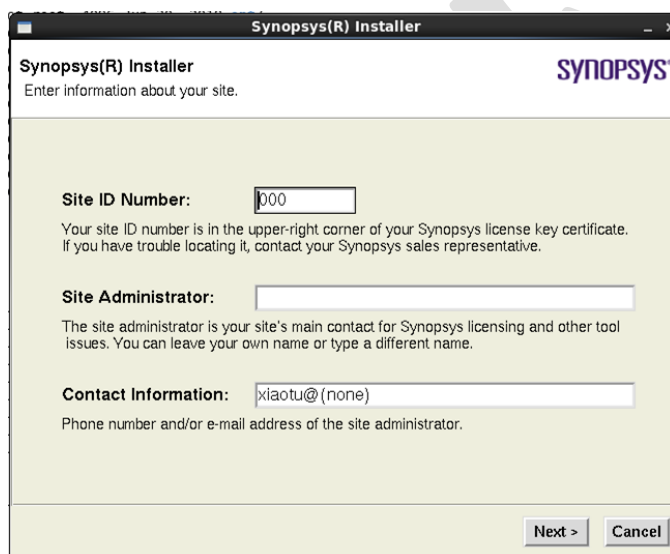 Synopsys(R) Installer
Synopsys(R) Installer
SYNOPSYS
Enter information about your site.
Site ID Number: 000
Your site ID number is in the upper-right corner of your Synopsys license key certificate.
If you have trouble locating it, contact your Synopsys sales representative.
Site Administrator:
The site administrator is your site's main contact for Synopsys licensing and other tool
issues. You can leave your own name or type a different name.
Contact Information: xiaotu@(none)
Phone number and/or e-mail address of the site administrator.
Next > Cancel